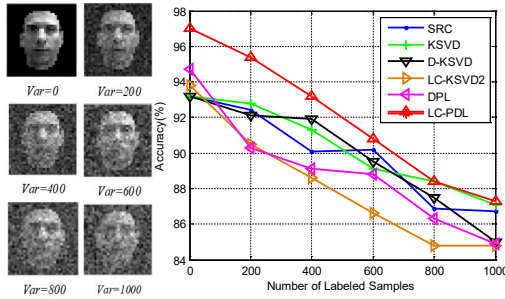 Var=0 Var=200
Var=400 Var=600
Var=800 Var=1000
98
96
94
92
90
88
86
84
Accuracy(%)
0 200 400 600 800 1000
Number of Labeled Samples
SRC
KSVD
D-KSVD
LC-KSVD2
DPL
LC-PDL